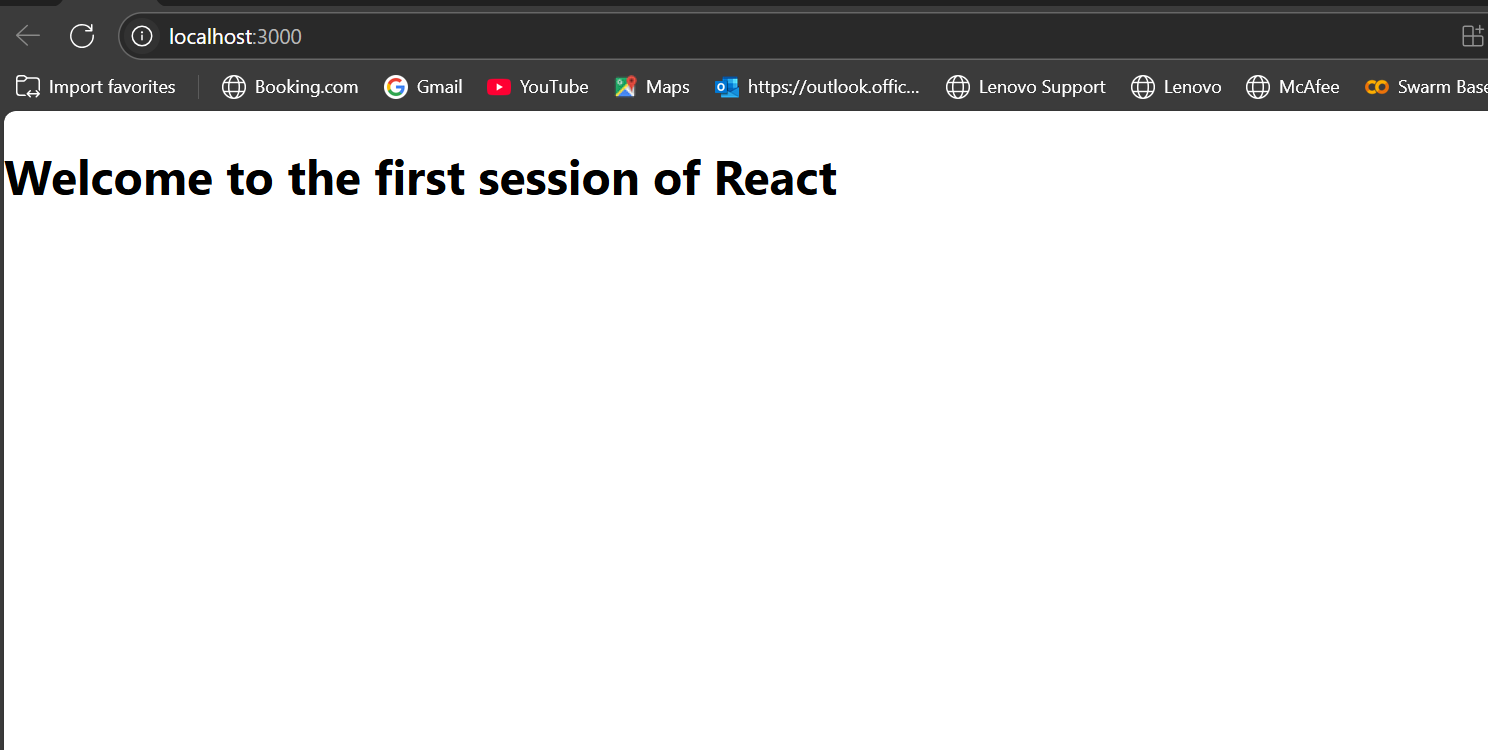 localhost:3000
Import favorites Booking.com Gmail YouTube Maps https://outlook.offic... Lenovo Support Lenovo McAfee Swarm Base
Welcome to the first session of React